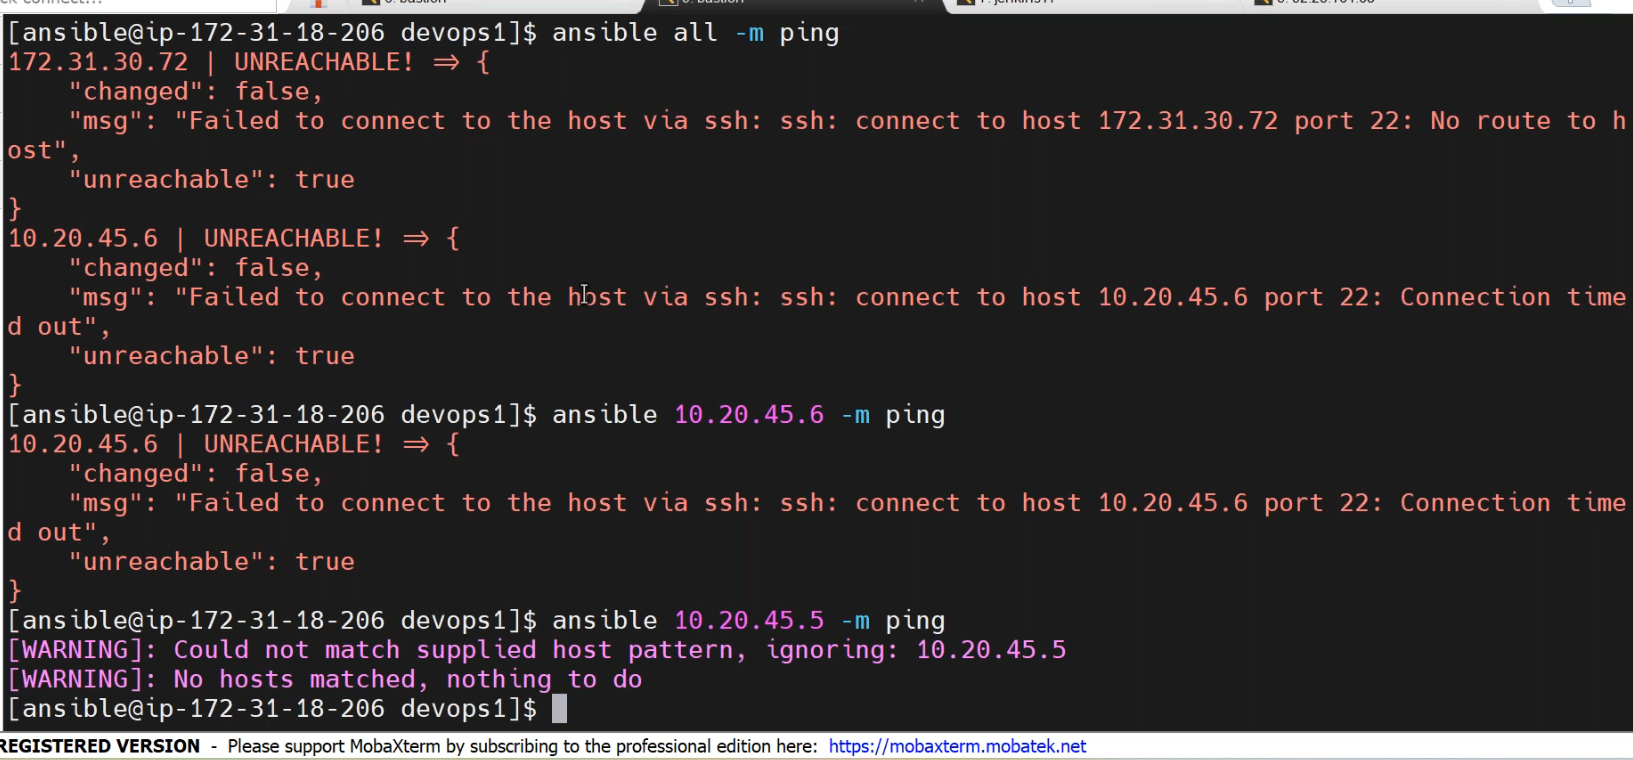 [ansible@ip-172-31-18-206 devops1]$ ansible all -m ping
172.31.30.72 | UNREACHABLE! => {
    "changed": false,
    "msg": "Failed to connect to the host via ssh: ssh: connect to host 172.31.30.72 port 22: No route to h
ost",
    "unreachable": true
}
10.20.45.6 | UNREACHABLE! => {
    "changed": false,
    "msg": "Failed to connect to the host via ssh: ssh: connect to host 10.20.45.6 port 22: Connection time
d out",
    "unreachable": true
}
[ansible@ip-172-31-18-206 devops1]$ ansible 10.20.45.6 -m ping
10.20.45.6 | UNREACHABLE! => {
    "changed": false,
    "msg": "Failed to connect to the host via ssh: ssh: connect to host 10.20.45.6 port 22: Connection time
d out",
    "unreachable": true
}
[ansible@ip-172-31-18-206 devops1]$ ansible 10.20.45.5 -m ping
[WARNING]: Could not match supplied host pattern, ignoring: 10.20.45.5
[WARNING]: No hosts matched, nothing to do
[ansible@ip-172-31-18-206 devops1]$
REGISTERED VERSION - Please support MobaXterm by subscribing to the professional edition here: https://mobaxterm.mobatek.net